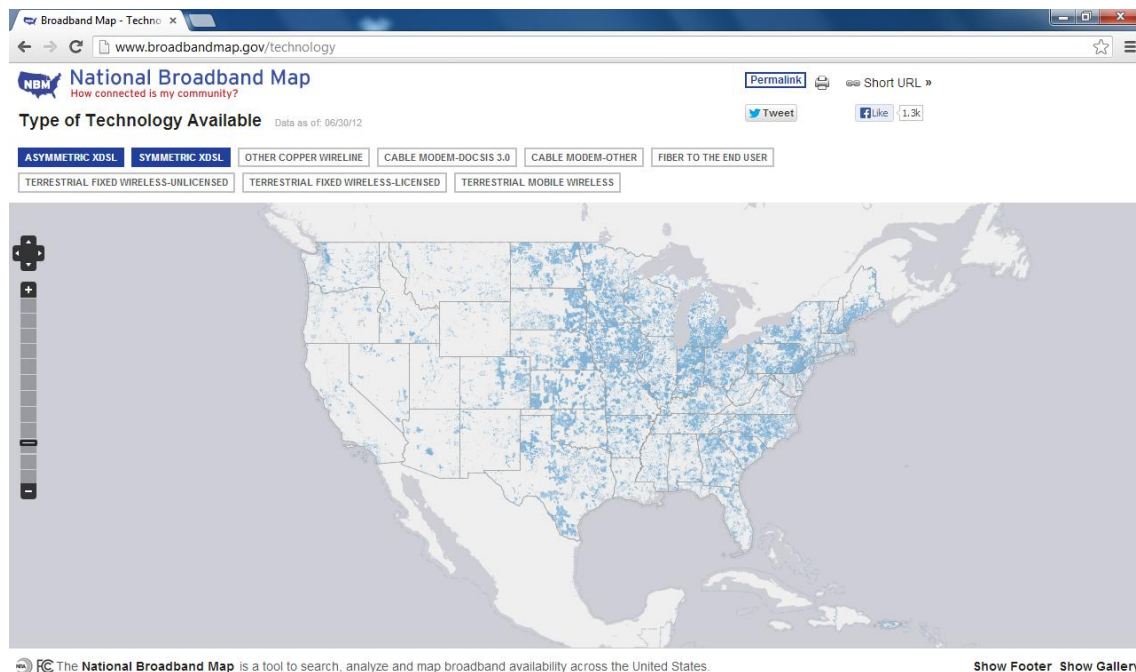 Broadband Map - Techno
www.broadbandmap.gov/technology
NBM National Broadband Map
How connected is my community?
Permalink Short URL »
Type of Technology Available Data as of: 06/30/12
Tweet Like 1.3k
ASYMMETRIC XDSL SYMMETRIC XDSL OTHER COPPER WIRELINE CABLE MODEM-DOCSIS 3.0 CABLE MODEM-OTHER FIBER TO THE END USER
TERRESTRIAL FIXED WIRELESS-UNLICENSED TERRESTRIAL FIXED WIRELESS-LICENSED TERRESTRIAL MOBILE WIRELESS
FC The National Broadband Map is a tool to search, analyze and map broadband availability across the United States. Show Footer Show Gallery